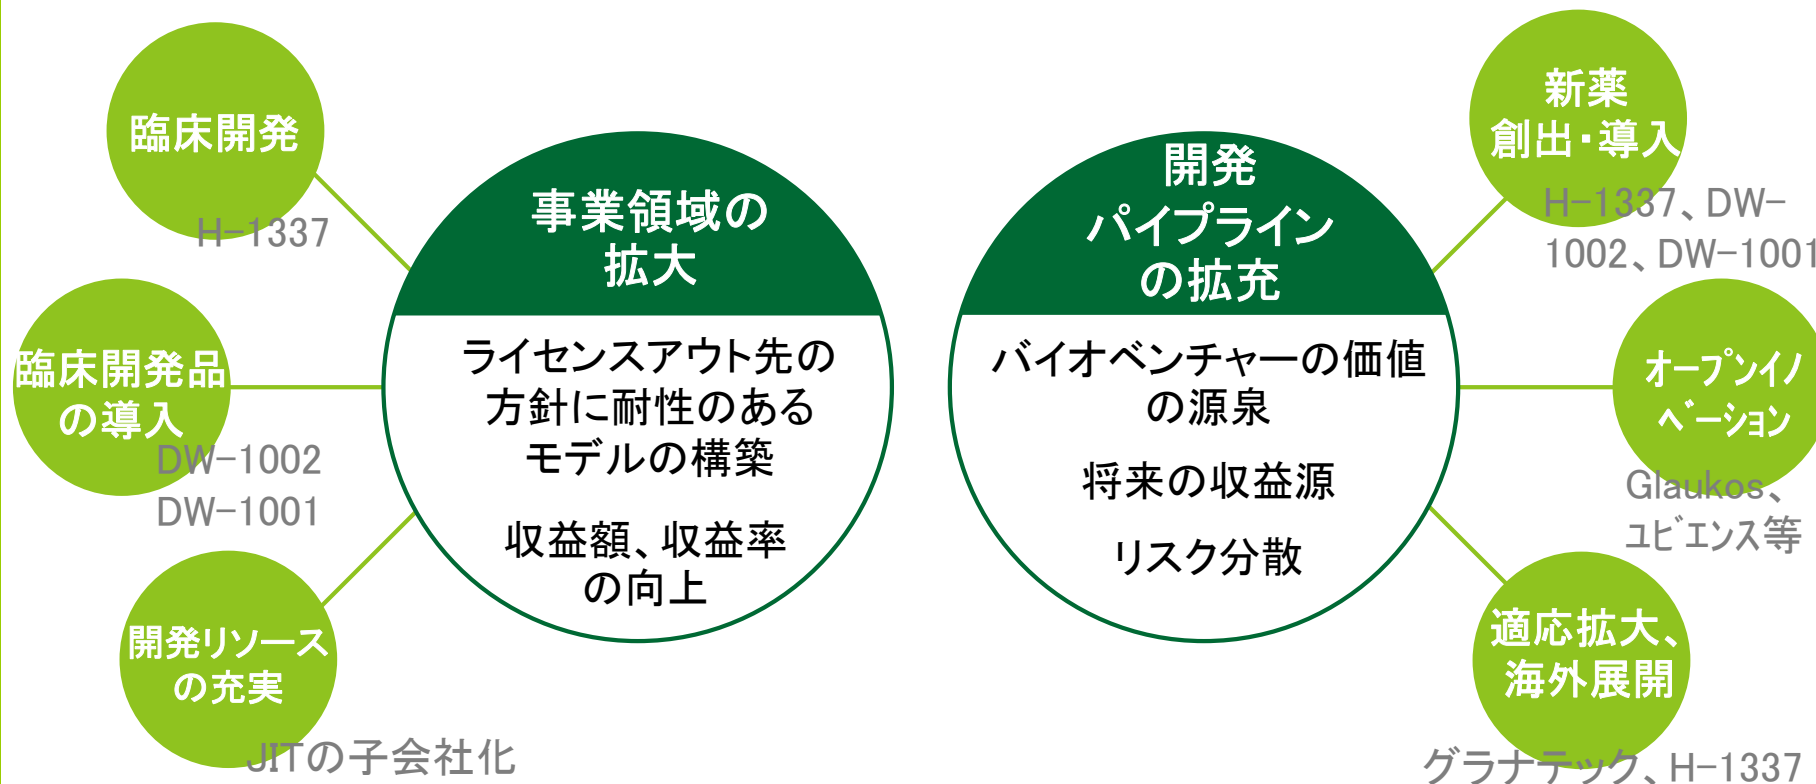 臨床開発
H-1337
臨床開発品
の導入
DW-1002
DW-1001
開発リソース
の充実
JITの子会社化
事業領域の
拡大
ライセンスアウト先の
方針に耐性のある
モデルの構築
収益額、収益率
の向上
開発
パイプライン
の拡充
バイオベンチャーの価値
の源泉
将来の収益源
リスク分散
新薬
創出・導入
H-1337、DW-
1002、DW-1001
オープンイノ
ベーション
Glaukos、
ユビエンス等
適応拡大、
海外展開
グラナテック、H-1337